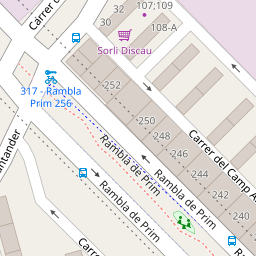 30
32
107;109
108-A
Carrer d
Sorli Discau
252
317 - Rambla
Prim 256
250
248
246
244
242
240
Carrer del Camp A
Rambla de Prim
Rambla de Prim
Rambla de Prim
antander
Carre
Ra